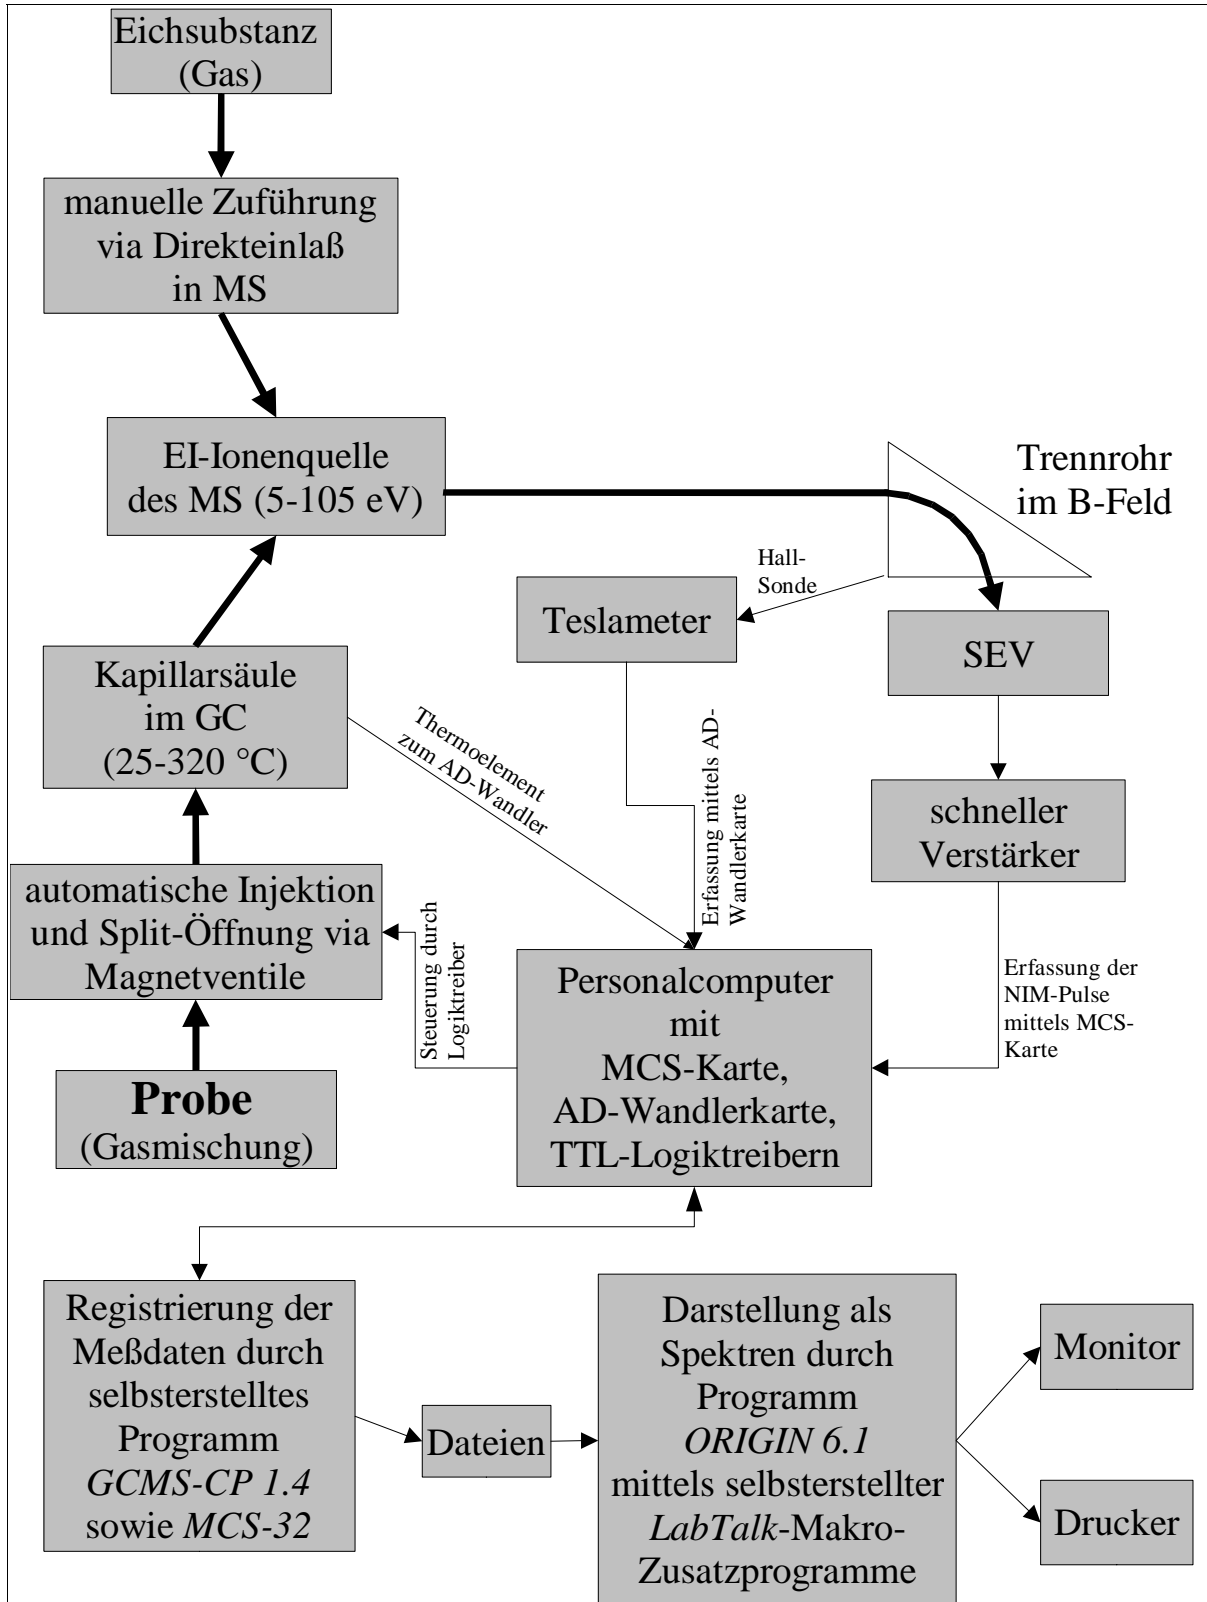 Eichsubstanz
(Gas)
manuelle Zuführung
via Direkteinlaß
in MS
EI-Ionenquelle
des MS (5-105 eV)
Trennrohr
im B-Feld
Hall-
Sonde
Teslameter
SEV
Kapillarsäule
im GC
(25-320 °C)
Thermoelement
zum AD-Wandler
Erfassung mittels AD-
Wandlerkarte
schneller
Verstärker
automatische Injektion
und Split-Öffnung via
Magnetventile
Steuerung durch
Logiktreiber
Personalcomputer
mit
MCS-Karte,
AD-Wandlerkarte,
TTL-Logiktreibern
Erfassung der
NIM-Pulse
mittels MCS-
Karte
Probe
(Gasmischung)
Registrierung der
Meßdaten durch
selbsterstelltes
Programm
GCMS-CP 1.4
sowie MCS-32
Dateien
Darstellung als
Spektren durch
Programm
ORIGIN 6.1
mittels selbsterstellter
LabTalk-Makro-
Zusatzprogramme
Monitor
Drucker